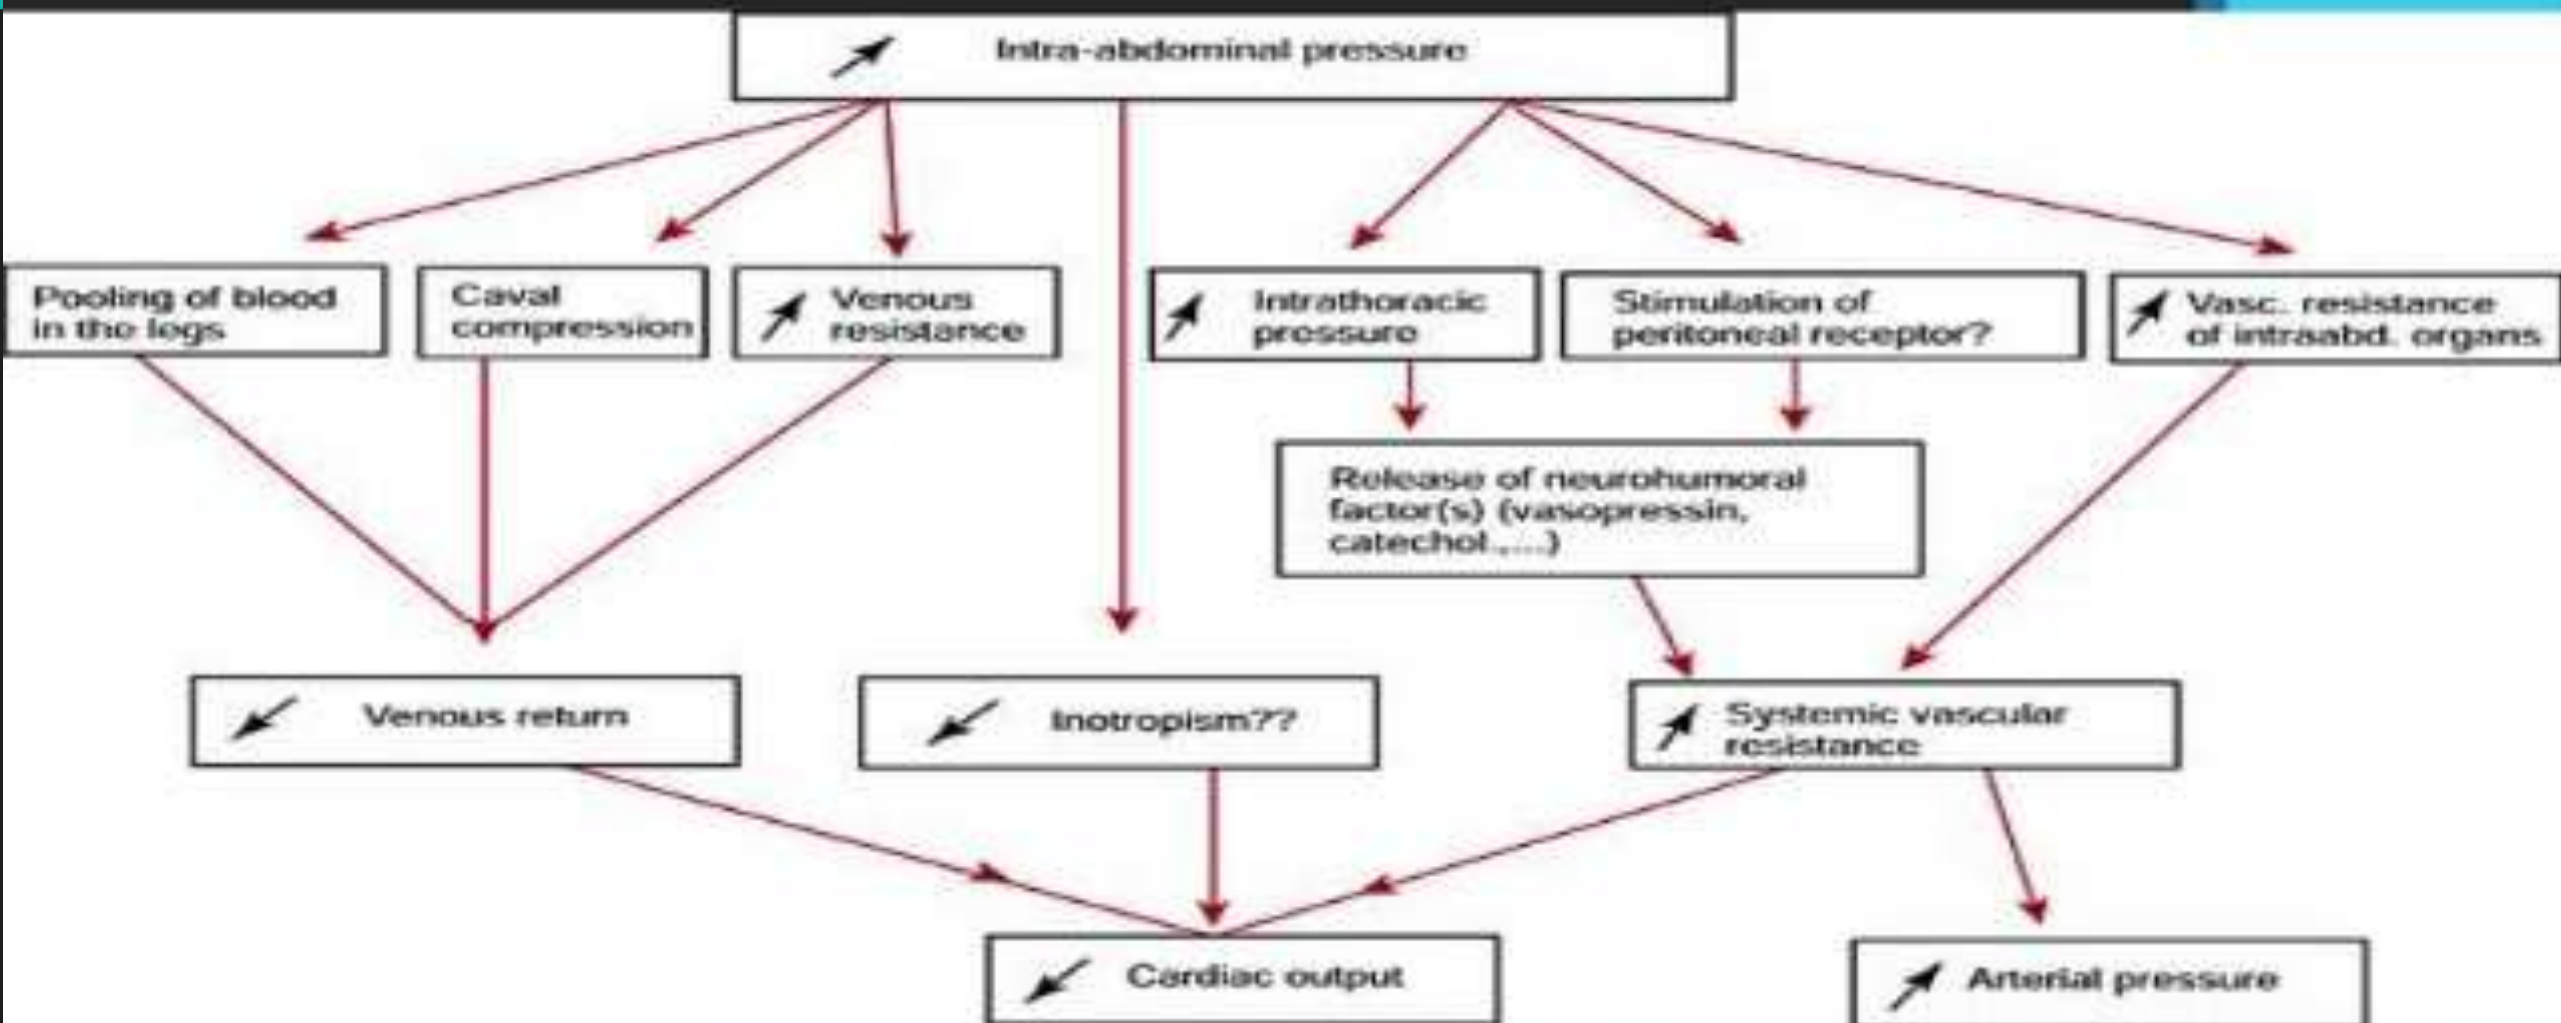 Intra-abdominal pressure
Pooling of blood
in the legs
Caval
compression
Venous
resistance
Intrathoracic
pressure
Stimulation of
peritoneal receptor?
Vasc. resistance
of intraabd. organs
Release of neurohumoral
factor(s) (vasopressin,
catechol.,...)
Venous return
Inotropism??
Systemic vascular
resistance
Cardiac output
Arterial pressure